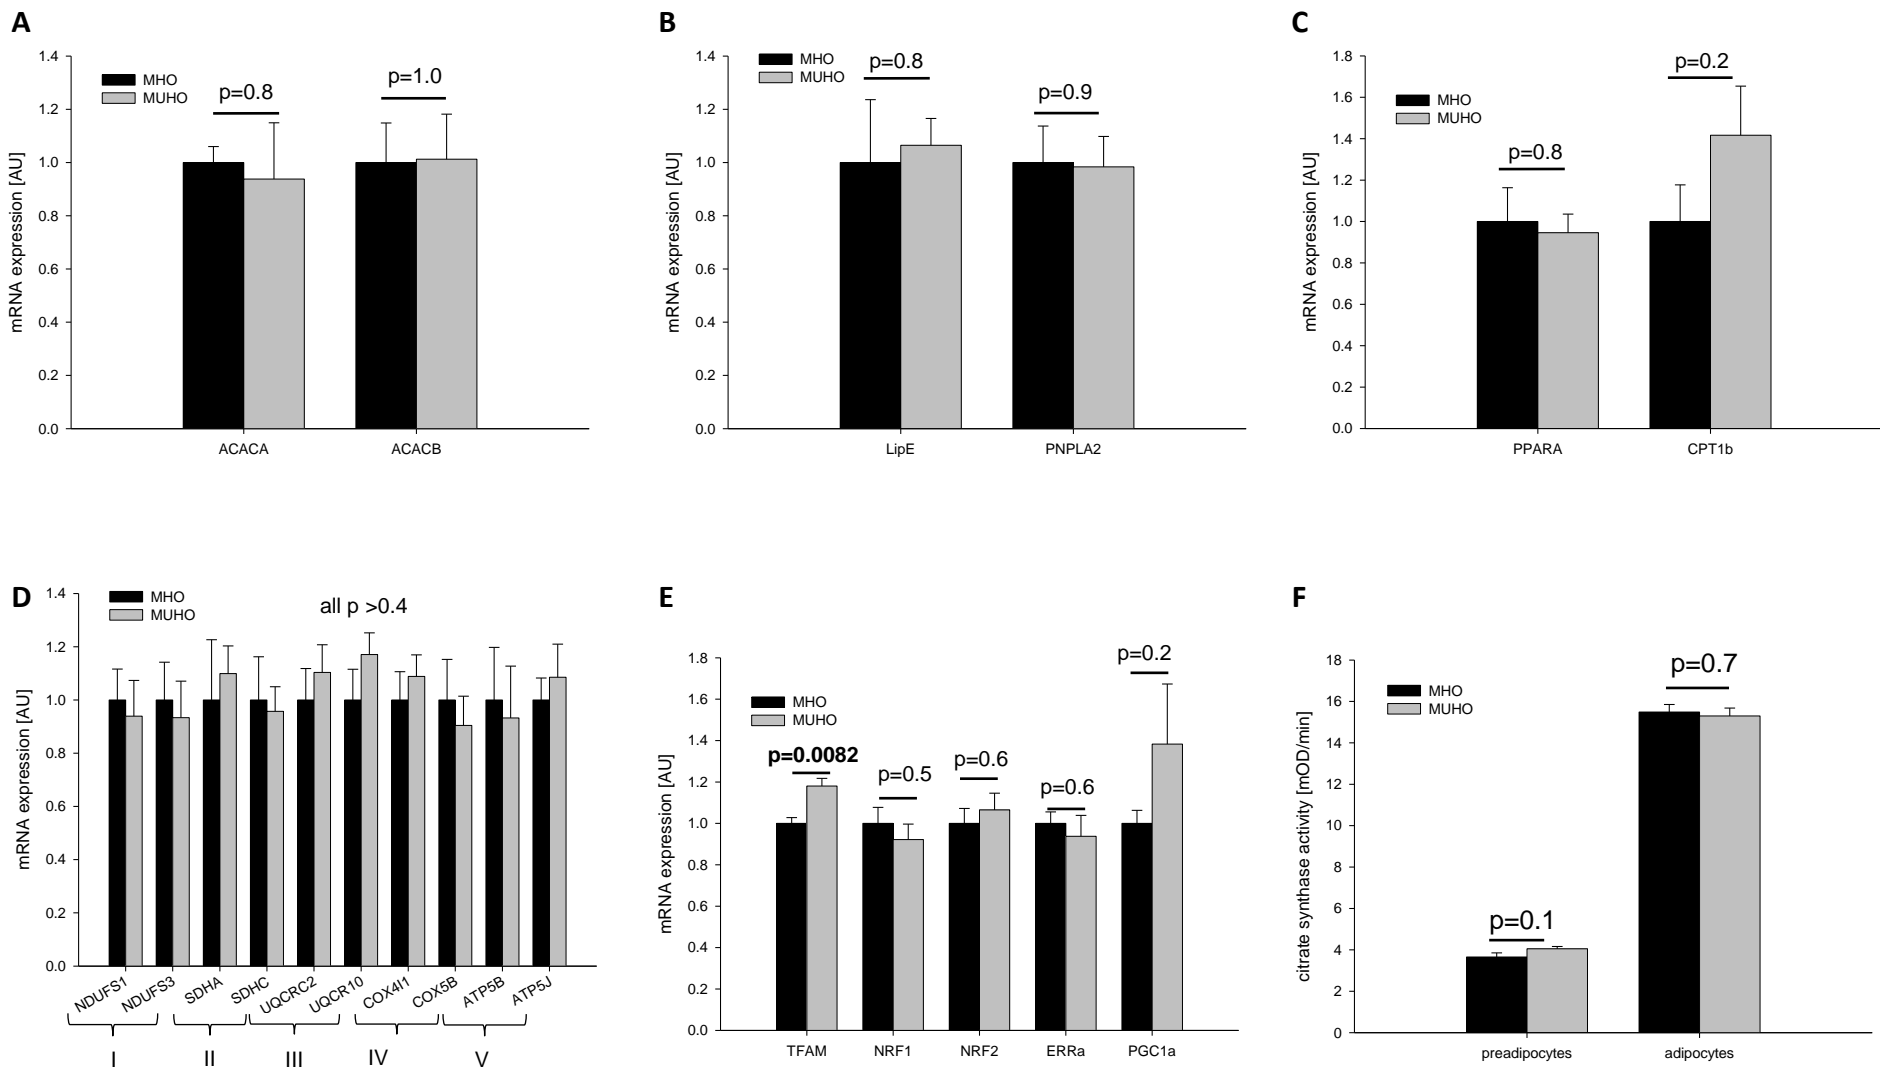 A
mRNA expression [AU]
1.4
1.2
1.0
0.8
0.6
0.4
0.2
0.0
MHO
MUHO
p=0.8
p=1.0
ACACA
ACACB
B
mRNA expression [AU]
1.4
1.2
1.0
0.8
0.6
0.4
0.2
0.0
MHO
MUHO
p=0.8
p=0.9
LipE
PNPLA2
C
mRNA expression [AU]
1.8
1.6
1.4
1.2
1.0
0.8
0.6
0.4
0.2
0.0
MHO
MUHO
p=0.8
p=0.2
PPARA
CPT1b
D
mRNA expression [AU]
1.4
1.2
1.0
0.8
0.6
0.4
0.2
0.0
MHO
MUHO
all p >0.4
NDUFS1
NDUFS3
SDHA
SDHC
UQCRC2
UQCR10
COX4I1
COX5B
ATP5B
ATP5J
I
II
III
IV
V
E
mRNA expression [AU]
1.8
1.6
1.4
1.2
1.0
0.8
0.6
0.4
0.2
0.0
MHO
MUHO
p=0.0082
p=0.5
p=0.6
p=0.6
p=0.2
TFAM
NRF1
NRF2
ERRa
PGC1a
F
citrate synthase activity [mOD/min]
18
16
14
12
10
8
6
4
2
0
MHO
MUHO
p=0.1
p=0.7
preadipocytes
adipocytes